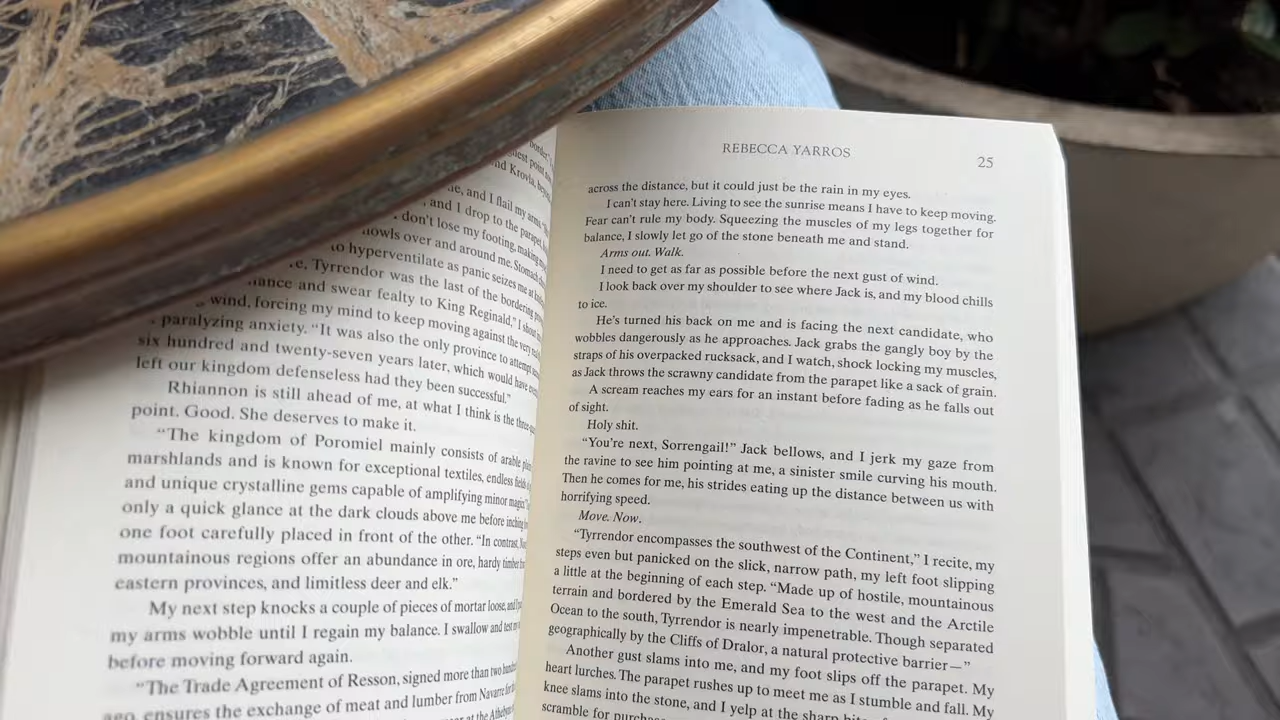 border
and Krovla,
and I flail my arms
, and I drop to the parapet
don't lose my footing, making
howls over and around me. Stomach
to hyperventilate as panic seizes me at
Tyrrendor was the last of the bordering
and swear fealty to King Reginald," I
wind, forcing my mind to keep moving against the very
paralyzing anxiety. "It was also the only province to attempt
six hundred and twenty-seven years later, which would have
left our kingdom defenseless had they been successful."
Rhiannon is still ahead of me, at what I think is the
point. Good. She deserves to make it.
"The kingdom of Poromiel mainly consists of arable
marshlands and is known for exceptional textiles, endless fields
and unique crystalline gems capable of amplifying minor
only a quick glance at the dark clouds above me before inching
one foot carefully placed in front of the other. "In contrast,
mountainous regions offer an abundance in ore, hardy timber
eastern provinces, and limitless deer and elk."
My next step knocks a couple of pieces of mortar loose, and I
my arms wobble until I regain my balance. I swallow and test my
before moving forward again.
"The Trade Agreement of Resson, signed more than two
ago, ensures the exchange of meat and lumber from Navarre for
at the
REBECCA YARROS
25
across the distance, but it could just be the rain in my eyes.
I can't stay here. Living to see the sunrise means I have to keep moving.
Fear can't rule my body. Squeezing the muscles of my legs together for
balance, I slowly let go of the stone beneath me and stand.
Arms out. Walk.
I need to get as far as possible before the next gust of wind.
I look back over my shoulder to see where Jack is, and my blood chills
to ice.
He's turned his back on me and is facing the next candidate, who
wobbles dangerously as he approaches. Jack grabs the gangly boy by the
straps of his overpacked rucksack, and I watch, shock locking my muscles,
as Jack throws the scrawny candidate from the parapet like a sack of grain.
A scream reaches my ears for an instant before fading as he falls out
of sight.
Holy shit.
"You're next, Sorrengail!" Jack bellows, and I jerk my gaze from
the ravine to see him pointing at me, a sinister smile curving his mouth.
Then he comes for me, his strides eating up the distance between us with
horrifying speed.
Move. Now.
"Tyrrendor encompasses the southwest of the Continent," I recite, my
steps even but panicked on the slick, narrow path, my left foot slipping
a little at the beginning of each step. "Made up of hostile, mountainous
terrain and bordered by the Emerald Sea to the west and the Arctile
Ocean to the south, Tyrrendor is nearly impenetrable. Though separated
geographically by the Cliffs of Dralor, a natural protective barrier—"
Another gust slams into me, and my foot slips off the parapet. My
heart lurches. The parapet rushes up to meet me as I stumble and fall. My
knee slams into the stone, and I yelp at the sharp
scramble for